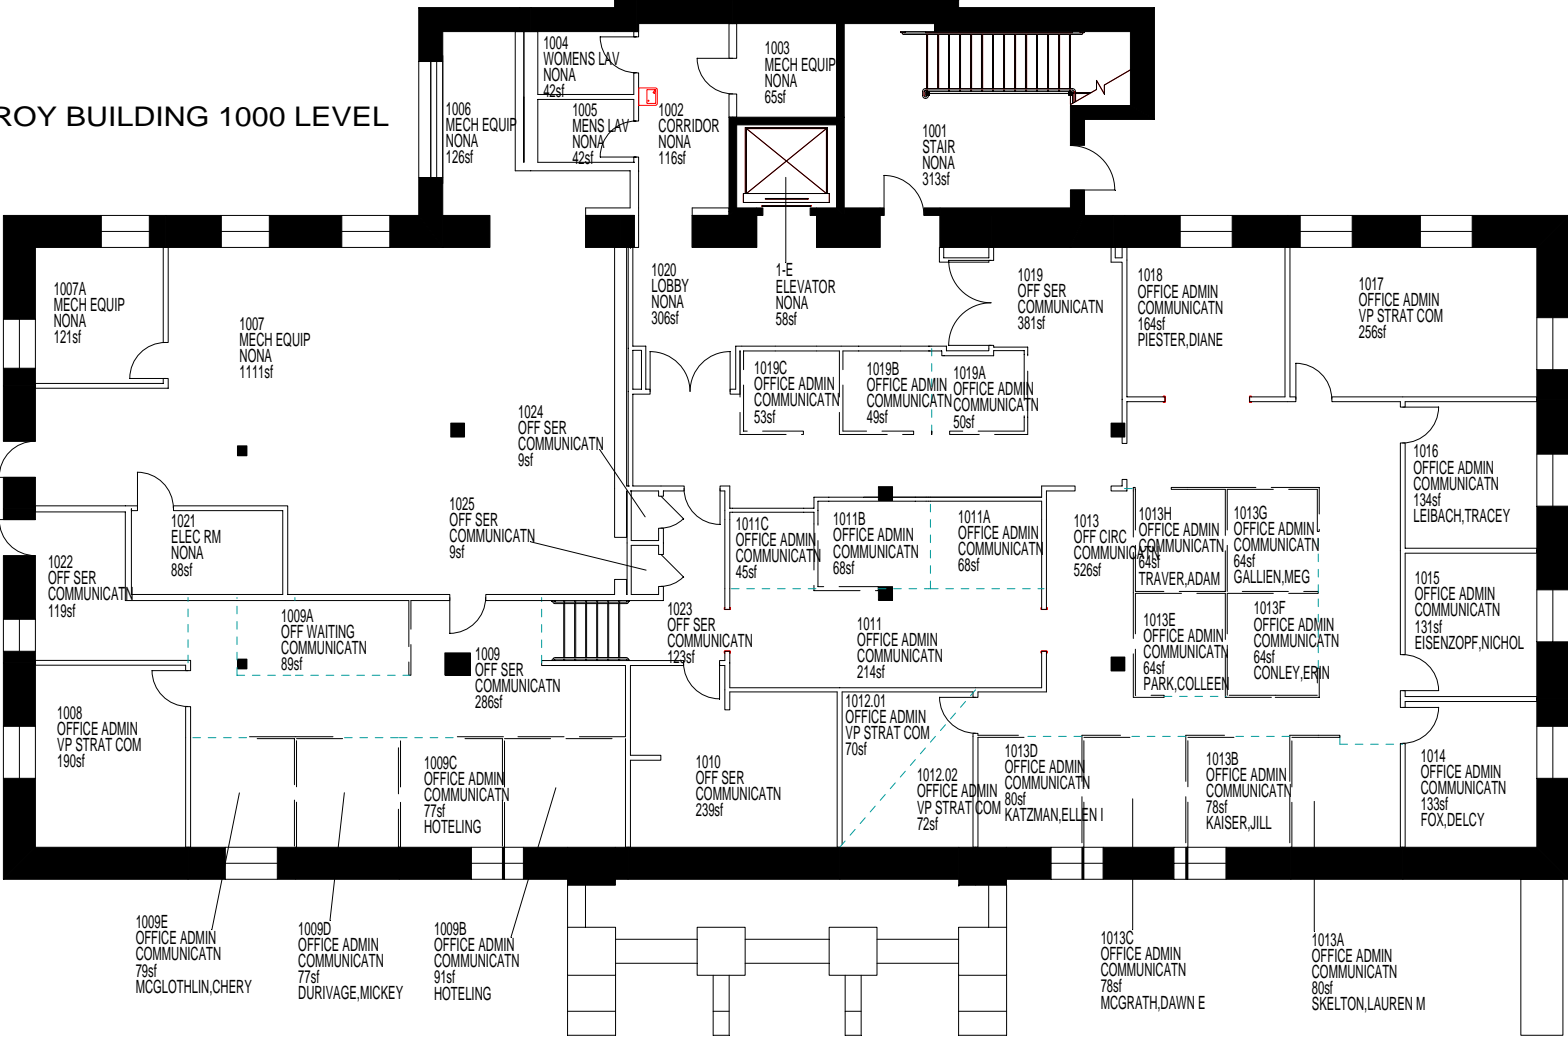 ROY BUILDING 1000 LEVEL
1004
WOMENS LAV
NONA
42sf
1005
MENS LAV
NONA
42sf
1006
MECH EQUIP
NONA
126sf
1002
CORRIDOR
NONA
116sf
1003
MECH EQUIP
NONA
65sf
1001
STAIR
NONA
313sf
1007A
MECH EQUIP
NONA
121sf
1007
MECH EQUIP
NONA
1111sf
1020
LOBBY
NONA
306sf
1-E
ELEVATOR
NONA
58sf
1019
OFF SER
COMMUNICATN
381sf
1018
OFFICE ADMIN
COMMUNICATN
164sf
PIESTER,DIANE
1017
OFFICE ADMIN
VP STRAT COM
256sf
1019C
OFFICE ADMIN
COMMUNICATN
53sf
1019B
OFFICE ADMIN
COMMUNICATN
49sf
1019A
OFFICE ADMIN
COMMUNICATN
50sf
1024
OFF SER
COMMUNICATN
9sf
1025
OFF SER
COMMUNICATN
9sf
1016
OFFICE ADMIN
COMMUNICATN
134sf
LEIBACH,TRACEY
1021
ELEC RM
NONA
88sf
1022
OFF SER
COMMUNICATN
119sf
1011C
OFFICE ADMIN
COMMUNICATN
45sf
1011B
OFFICE ADMIN
COMMUNICATN
68sf
1011A
OFFICE ADMIN
COMMUNICATN
68sf
1013
OFF CIRC
COMMUNICATN
526sf
1013H
OFFICE ADMIN
COMMUNICATN
64sf
TRAVER,ADAM
1013G
OFFICE ADMIN
COMMUNICATN
64sf
GALLIEN,MEG
1015
OFFICE ADMIN
COMMUNICATN
131sf
EISENZOPF,NICHOL
1009A
OFF WAITING
COMMUNICATN
89sf
1009
OFF SER
COMMUNICATN
286sf
1023
OFF SER
COMMUNICATN
123sf
1011
OFFICE ADMIN
COMMUNICATN
214sf
1013E
OFFICE ADMIN
COMMUNICATN
64sf
PARK,COLLEEN
1013F
OFFICE ADMIN
COMMUNICATN
64sf
CONLEY,ERIN
1008
OFFICE ADMIN
VP STRAT COM
190sf
1009C
OFFICE ADMIN
COMMUNICATN
77sf
HOTELING
1010
OFF SER
COMMUNICATN
239sf
1012.01
OFFICE ADMIN
VP STRAT COM
70sf
1012.02
OFFICE ADMIN
VP STRAT COM
72sf
1013D
OFFICE ADMIN
COMMUNICATN
80sf
KATZMAN,ELLEN I
1013B
OFFICE ADMIN
COMMUNICATN
78sf
KAISER,JILL
1014
OFFICE ADMIN
COMMUNICATN
133sf
FOX,DELCY
1009E
OFFICE ADMIN
COMMUNICATN
79sf
MCGLOTHLIN,CHERY
1009D
OFFICE ADMIN
COMMUNICATN
77sf
DURIVAGE,MICKEY
1009B
OFFICE ADMIN
COMMUNICATN
91sf
HOTELING
1013C
OFFICE ADMIN
COMMUNICATN
78sf
MCGRATH,DAWN E
1013A
OFFICE ADMIN
COMMUNICATN
80sf
SKELTON,LAUREN M